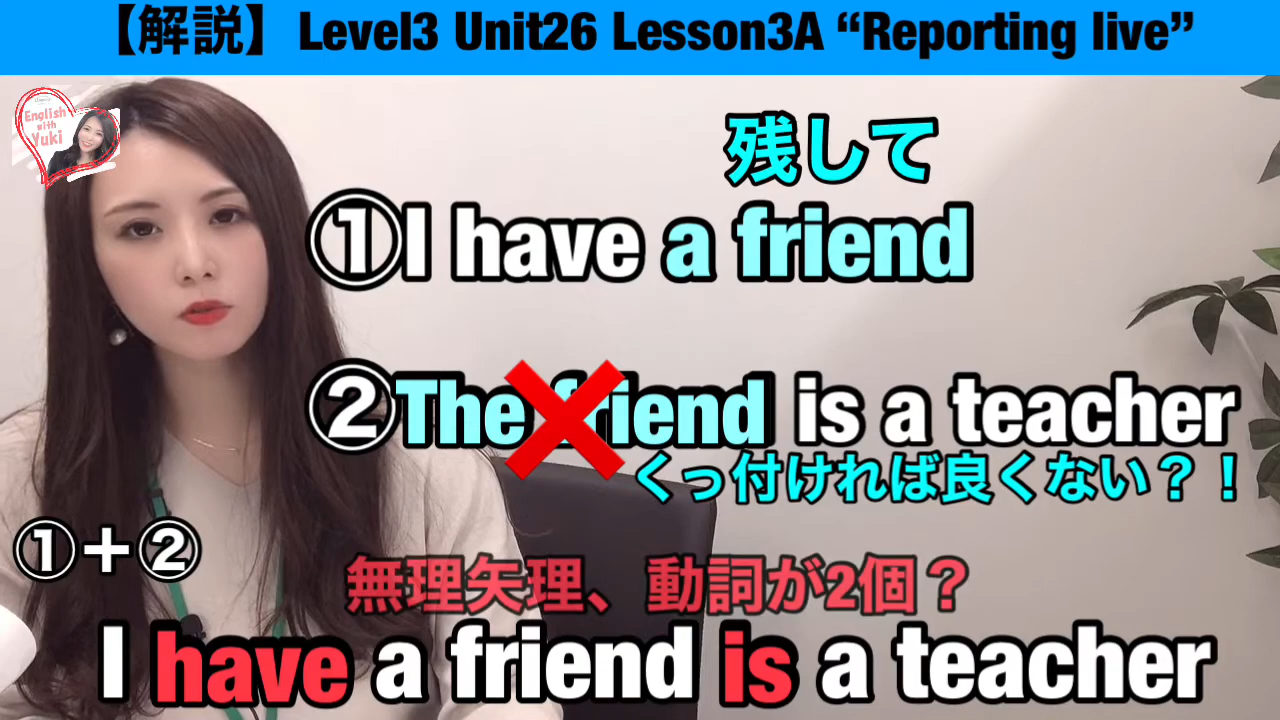 【解説】Level3 Unit26 Lesson3A “Reporting live”
English
with
Yuki
残して
①I have a friend
②The friend is a teacher
くっ付ければ良くない？！
①＋②
無理矢理、動詞が2個？
I have a friend is a teacher